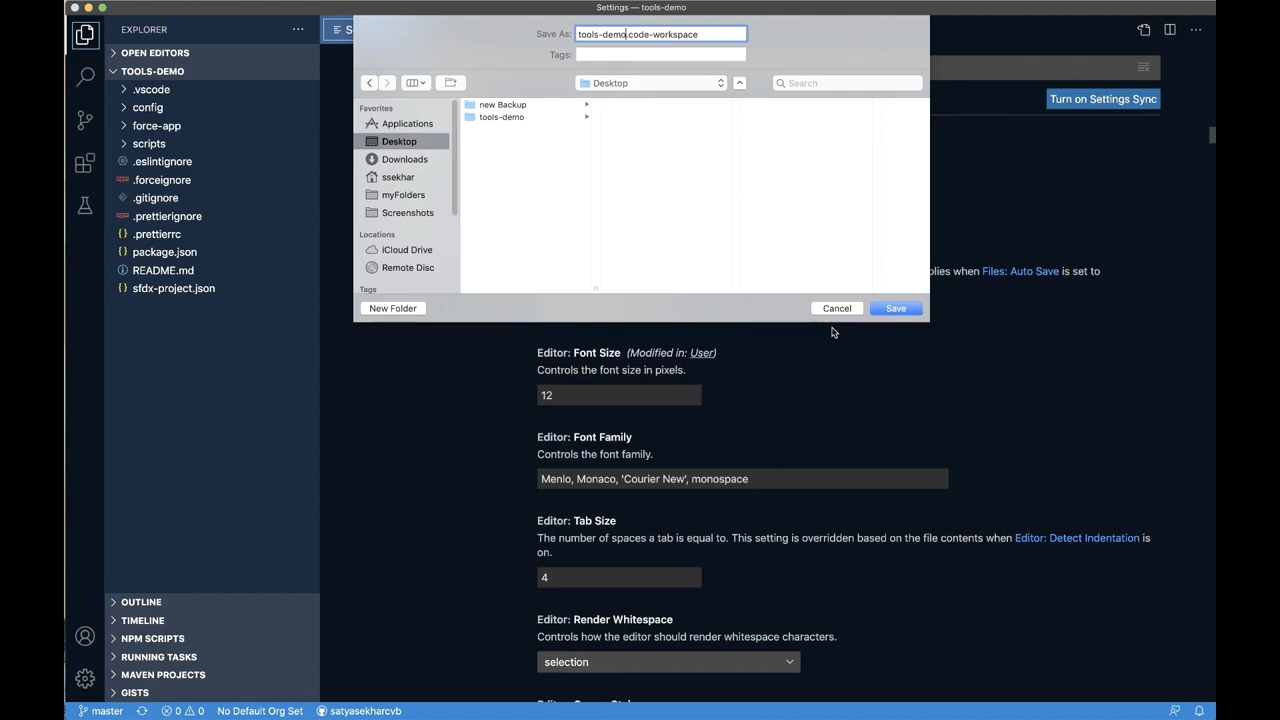 Settings — tools-demo
EXPLORER
OPEN EDITORS
TOOLS-DEMO
.vscode
config
force-app
scripts
.eslintignore
.forceignore
.gitignore
.prettierignore
.prettierrc
package.json
README.md
sfdx-project.json
OUTLINE
TIMELINE
NPM SCRIPTS
RUNNING TASKS
MAVEN PROJECTS
GISTS
S
Save As: tools-demo.code-workspace
Tags:
Desktop
Search
Favorites
Applications
Desktop
Downloads
ssekhar
myFolders
Screenshots
Locations
iCloud Drive
Remote Disc
Tags
new Backup
tools-demo
New Folder
Cancel
Save
Turn on Settings Sync
plies when Files: Auto Save is set to
Editor: Font Size (Modified in: User)
Controls the font size in pixels.
12
Editor: Font Family
Controls the font family.
Menlo, Monaco, 'Courier New', monospace
Editor: Tab Size
The number of spaces a tab is equal to. This setting is overridden based on the file contents when Editor: Detect Indentation is
on.
4
Editor: Render Whitespace
Controls how the editor should render whitespace characters.
selection
master
0
0
No Default Org Set
satyasekharcvb